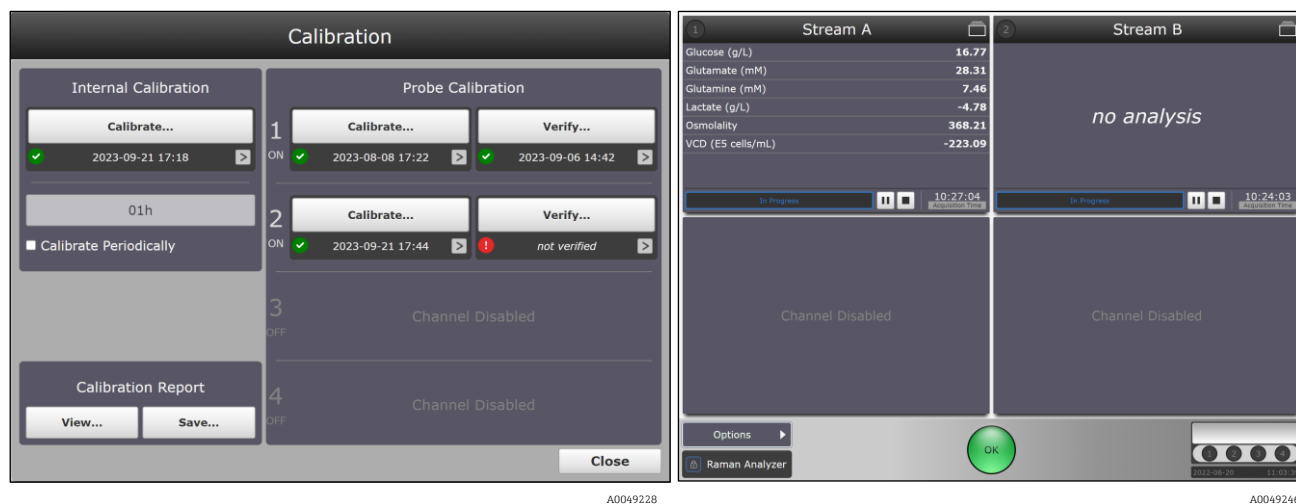 Calibration
Internal Calibration
Calibrate...
2023-09-21 17:18 >
01h
Calibrate Periodically
Calibration Report
View... Save...
Probe Calibration
1 Calibrate... Verify...
ON 2023-08-08 17:22 > 2023-09-06 14:42 >
2 Calibrate... Verify...
ON 2023-09-21 17:44 > ! not verified >
3 Channel Disabled
OFF
4 Channel Disabled
OFF
Close
A0049228
1 Stream A
Glucose (g/L) 16.77
Glutamate (mM) 28.31
Glutamine (mM) 7.46
Lactate (g/L) -4.78
Osmolality 368.21
VCD (E5 cells/mL) -223.09
In Progress 10:27:04
Acquisition Time
2 Stream B
no analysis
In Progress 10:24:03
Acquisition Time
Channel Disabled
Channel Disabled
Options
Raman Analyzer
OK
1 2 3 4
2022-06-20 11:03:
A0049246